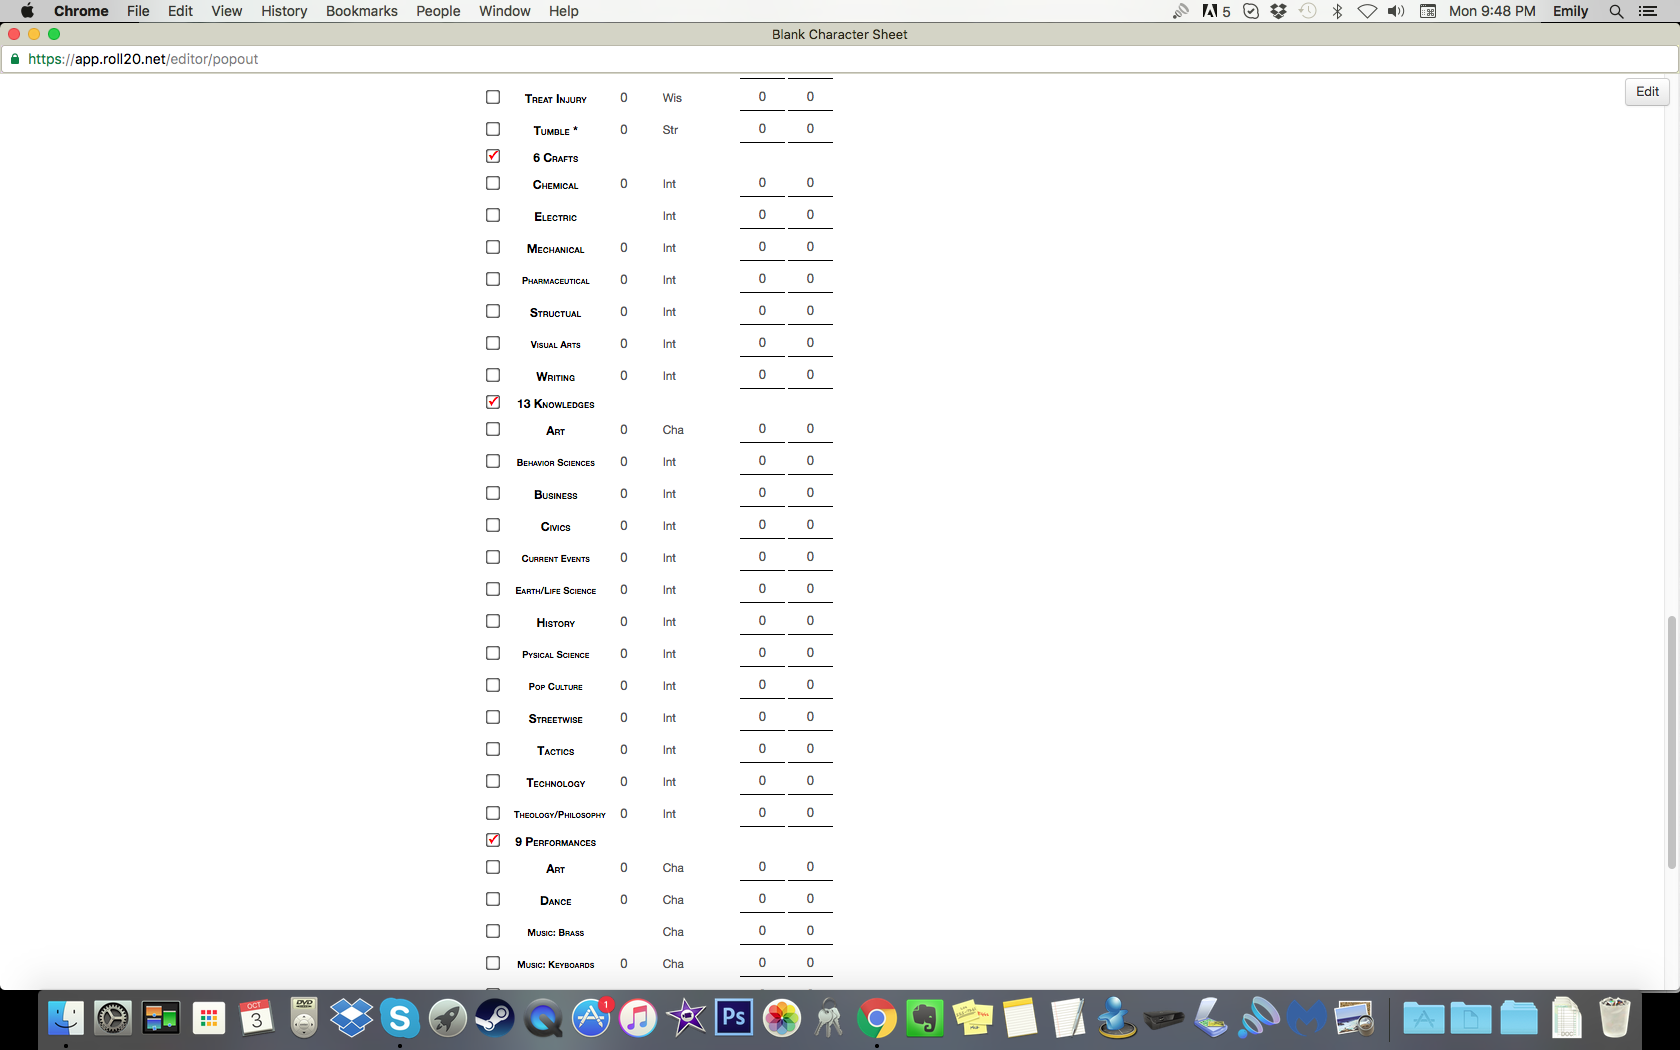 Chrome File Edit View History Bookmarks People Window Help 5 Mon 9:48 PM Emily
Blank Character Sheet
https://app.roll20.net/editor/popout
Edit
Treat Injury 0 Wis 0 0
Tumble * 0 Str 0 0
6 Crafts
Chemical 0 Int 0 0
Electric Int 0 0
Mechanical 0 Int 0 0
Pharmaceutical 0 Int 0 0
Structual 0 Int 0 0
Visual Arts 0 Int 0 0
Writing 0 Int 0 0
13 Knowledges
Art 0 Cha 0 0
Behavior Sciences 0 Int 0 0
Business 0 Int 0 0
Civics 0 Int 0 0
Current Events 0 Int 0 0
Earth/Life Science 0 Int 0 0
History 0 Int 0 0
Pysical Science 0 Int 0 0
Pop Culture 0 Int 0 0
Streetwise 0 Int 0 0
Tactics 0 Int 0 0
Technology 0 Int 0 0
Theology/Philosophy 0 Int 0 0
9 Performances
Art 0 Cha 0 0
Dance 0 Cha 0 0
Music: Brass Cha 0 0
Music: Keyboards 0 Cha 0 0
OCT
3
DVD
S
1
Ps
DOC